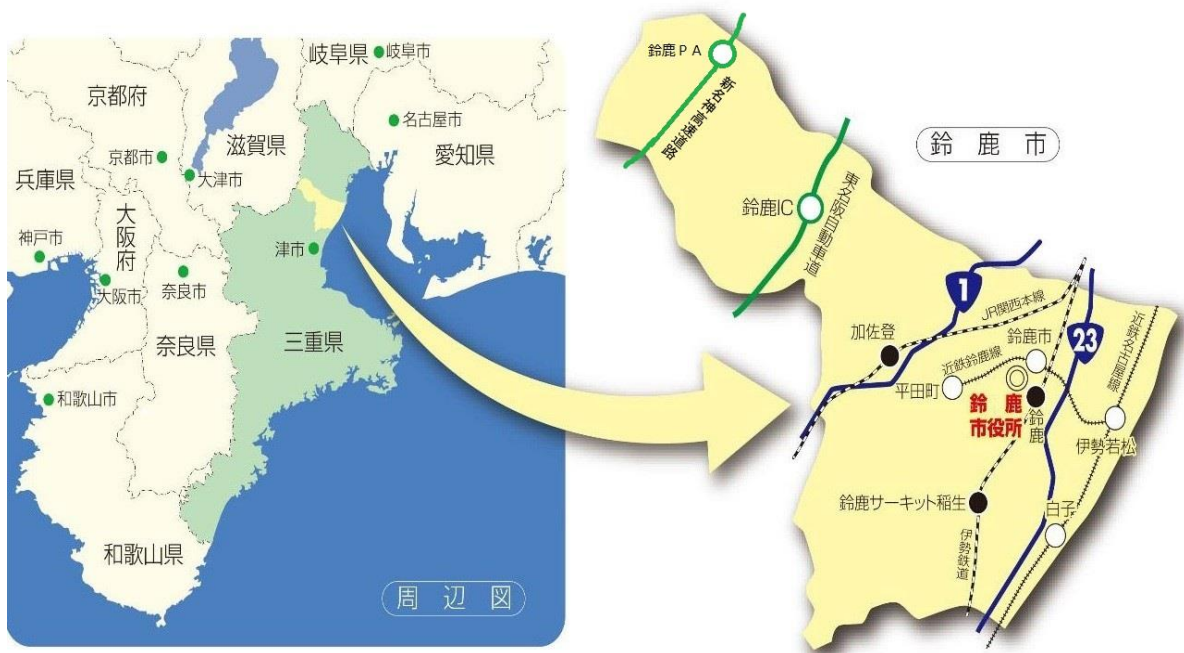 岐阜県
岐阜市
京都府
名古屋市
滋賀県
愛知県
京都市
大津市
兵庫県
大阪府
神戸市
津市
大阪市
奈良市
奈良県
三重県
和歌山市
和歌山県
周辺図
鈴鹿PA
新名神高速道路
鈴鹿市
鈴鹿IC
東名阪自動車道
1
JR関西本線
加佐登
鈴鹿市
23
近鉄名古屋線
近鉄鈴鹿線
平田町
鈴鹿
市役所
鈴鹿
伊勢若松
鈴鹿サーキット稲生
白子
伊勢鉄道